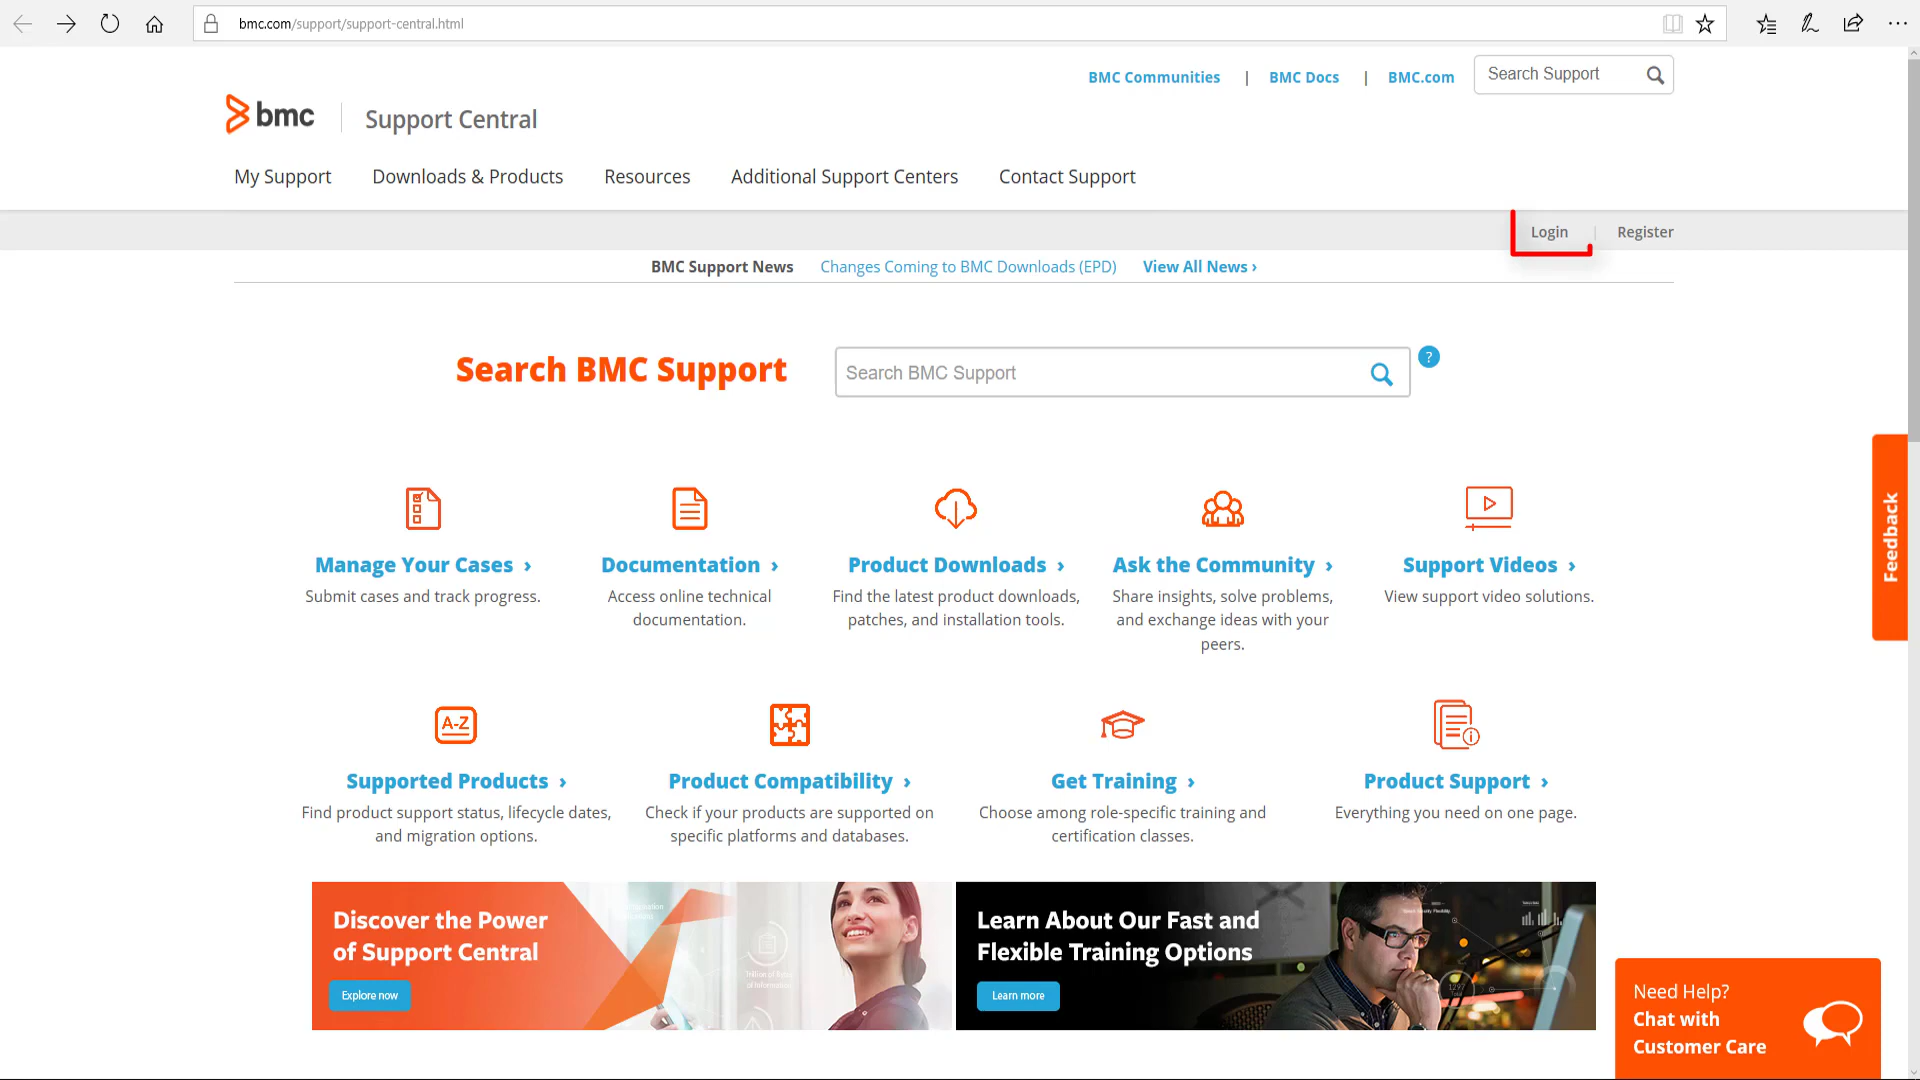 bmc.com/support/support-central.html
BMC Communities | BMC Docs | BMC.com
Search Support
bmc
Support Central
My Support
Downloads & Products
Resources
Additional Support Centers
Contact Support
Login | Register
BMC Support News
Changes Coming to BMC Downloads (EPD)
View All News ›
Search BMC Support
Search BMC Support
?
Manage Your Cases ›
Submit cases and track progress.
Documentation ›
Access online technical
documentation.
Product Downloads ›
Find the latest product downloads,
patches, and installation tools.
Ask the Community ›
Share insights, solve problems,
and exchange ideas with your
peers.
Support Videos ›
View support video solutions.
Feedback
A-Z
Supported Products ›
Find product support status, lifecycle dates,
and migration options.
Product Compatibility ›
Check if your products are supported on
specific platforms and databases.
Get Training ›
Choose among role-specific training and
certification classes.
Product Support ›
Everything you need on one page.
Discover the Power
of Support Central
Explore now
Learn About Our Fast and
Flexible Training Options
Learn more
Need Help?
Chat with
Customer Care